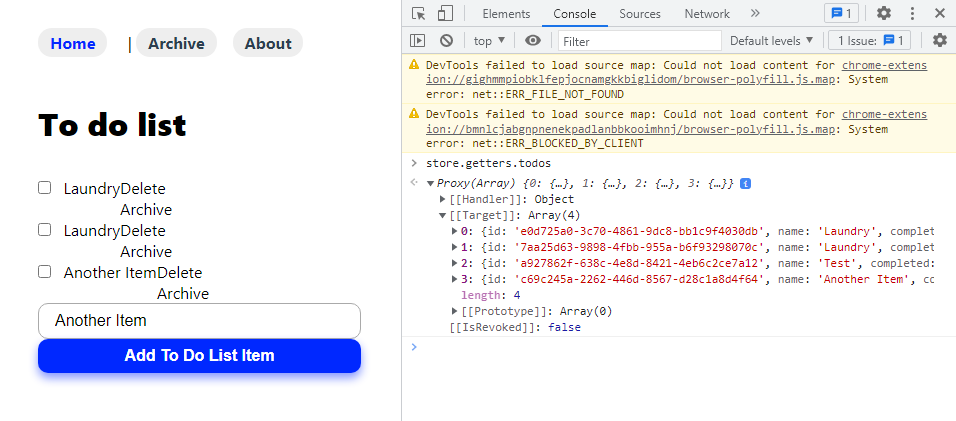 Home | Archive About
To do list
LaundryDelete
Archive
LaundryDelete
Archive
Another ItemDelete
Archive
Another Item
Add To Do List Item
Elements Console Sources Network » 1
top ▼ Filter Default levels ▼ 1 Issue: 1
DevTools failed to load source map: Could not load content for chrome-extens
ion://gighmmpiobklfepjocnamgkkbiglidom/browser-polyfill.js.map: System
error: net::ERR_FILE_NOT_FOUND
DevTools failed to load source map: Could not load content for chrome-extens
ion://bmnlcjabgnpnenekpadlanbbkooimhnj/browser-polyfill.js.map: System
error: net::ERR_BLOCKED_BY_CLIENT
> store.getters.todos
▼Proxy(Array) {0: {…}, 1: {…}, 2: {…}, 3: {…}} i
▶[[Handler]]: Object
▼[[Target]]: Array(4)
▶0: {id: 'e0d725a0-3c70-4861-9dc8-bb1c9f4030db', name: 'Laundry', complet
▶1: {id: '7aa25d63-9898-4fbb-955a-b6f93298070c', name: 'Laundry', complet
▶2: {id: 'a927862f-638c-4e8d-8421-4eb6c2ce7a12', name: 'Test', completed:
▶3: {id: 'c69c245a-2262-446d-8567-d28c1a8d4f64', name: 'Another Item', cc
length: 4
▶[[Prototype]]: Array(0)
[[IsRevoked]]: false
>